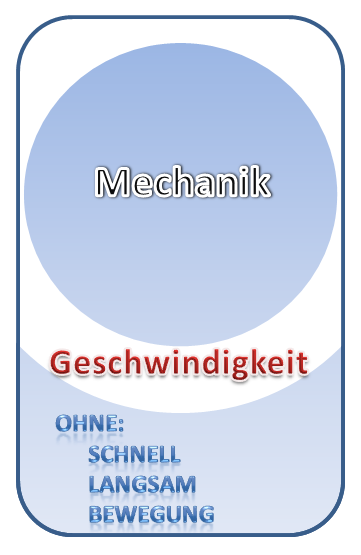 Mechanik
Geschwindigkeit
OHNE:
SCHNELL
LANGSAM
BEWEGUNG